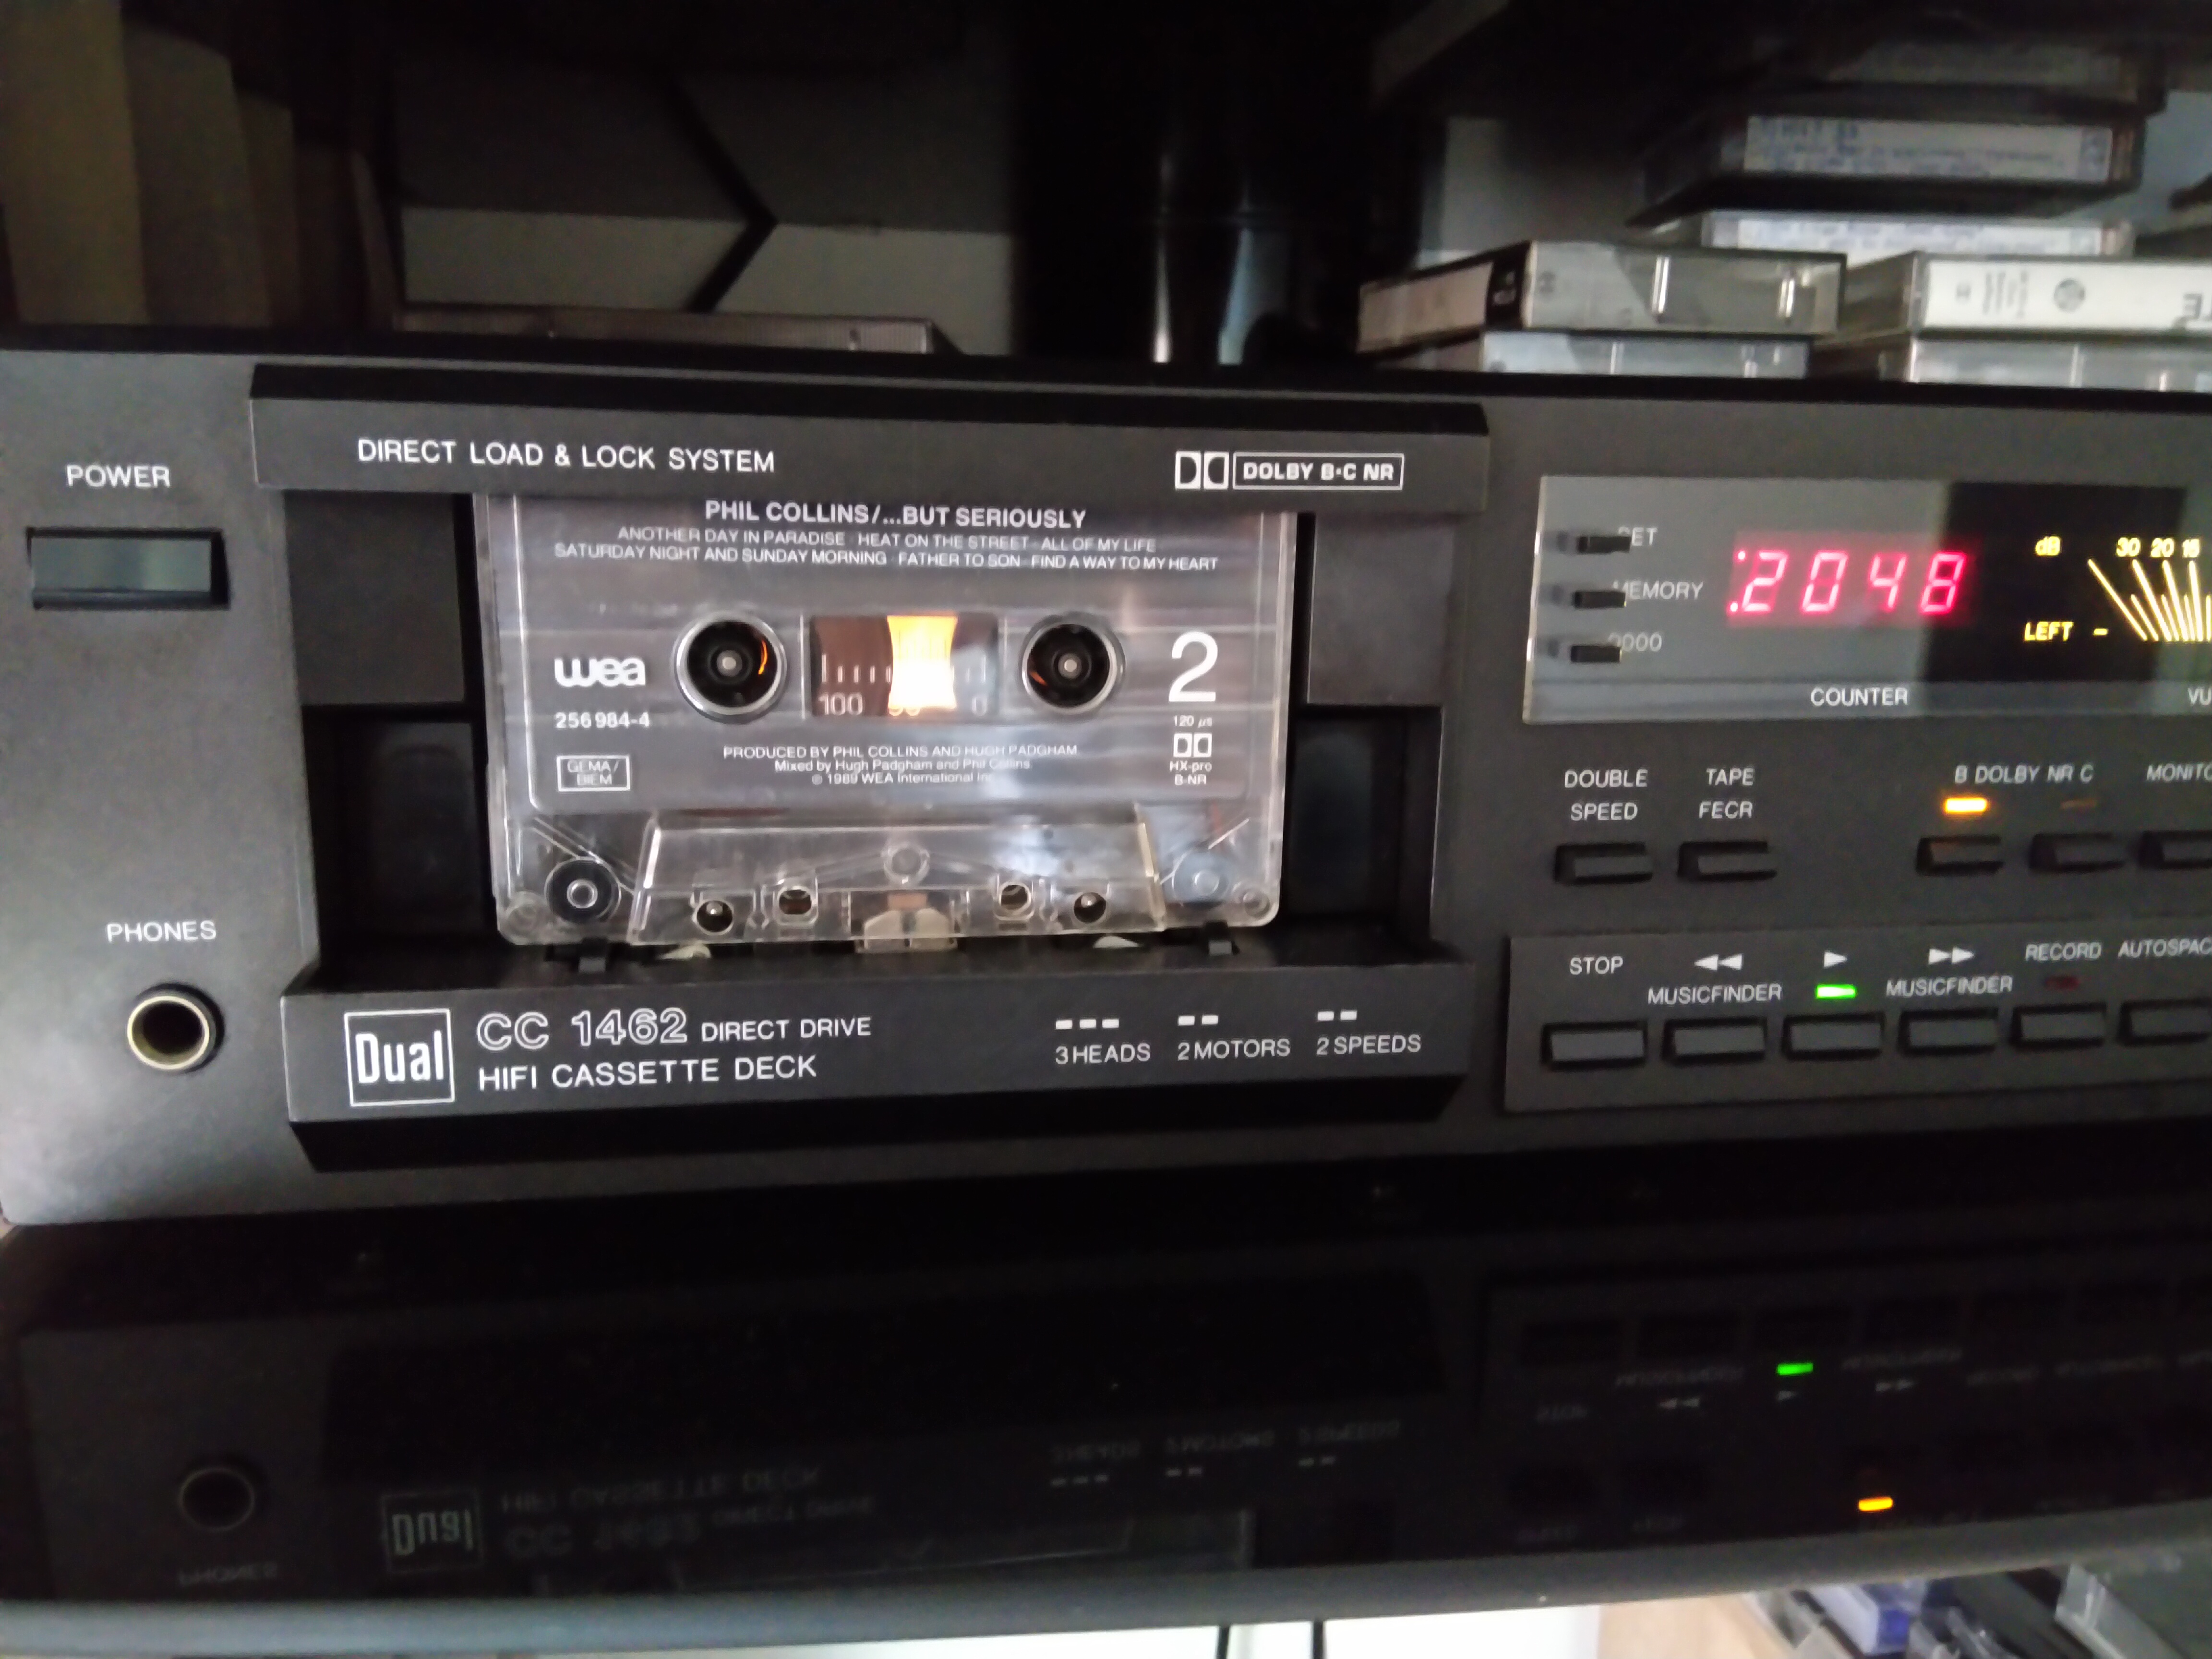 DIRECT LOAD & LOCK SYSTEM
DOLBY B·C NR
POWER
PHIL COLLINS/...BUT SERIOUSLY
ANOTHER DAY IN PARADISE · HEAT ON THE STREET · ALL OF MY LIFE
SATURDAY NIGHT AND SUNDAY MORNING · FATHER TO SON · FIND A WAY TO MY HEART
wea
256 984-4
GEMA/
BIEM
100 0
2
120 µs
HX-pro
B-NR
PRODUCED BY PHIL COLLINS AND HUGH PADGHAM
Mixed by Hugh Padgham and Phil Collins
© 1989 WEA International
PHONES
Dual
CC 1462 DIRECT DRIVE
HIFI CASSETTE DECK
3 HEADS
2 MOTORS
2 SPEEDS
MEMORY
2048
dB 30 20 15
LEFT -
COUNTER
VU
DOUBLE
SPEED
TAPE
FECR
B DOLBY NR C
STOP
MUSICFINDER
MUSICFINDER
RECORD